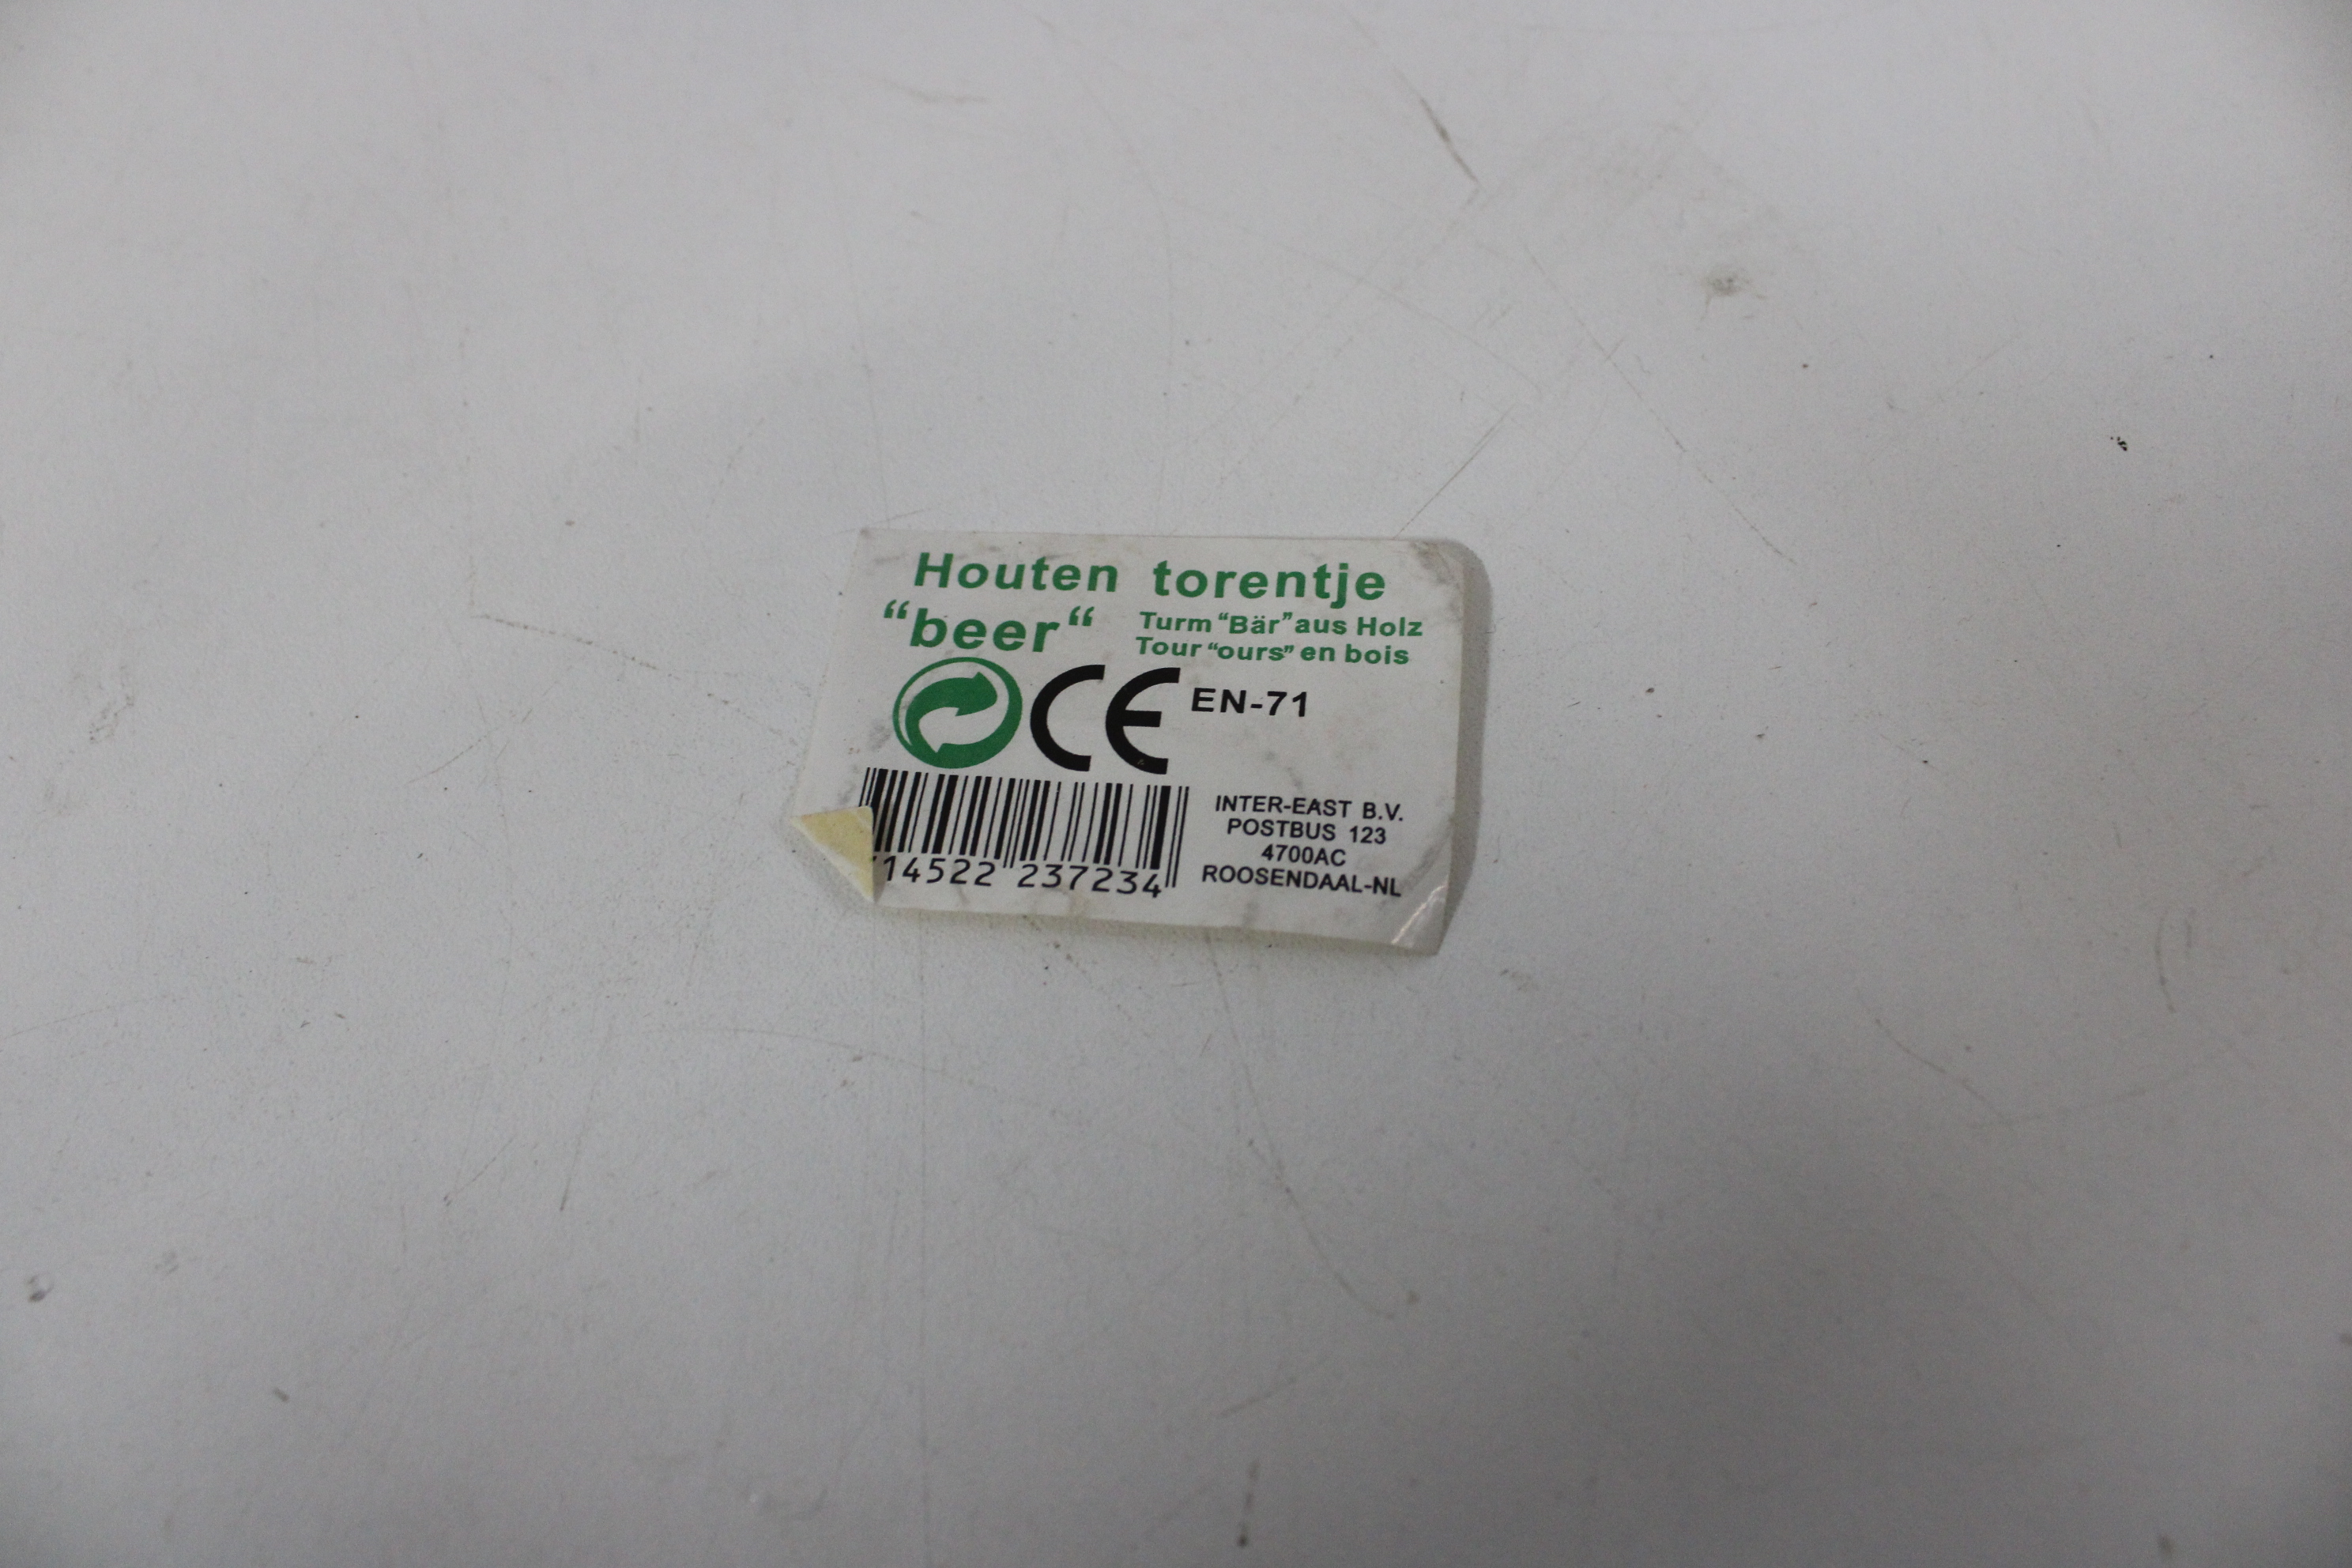 Houten torentje
“beer“
Turm “Bär” aus Holz
Tour “ours” en bois
CE EN-71
14522 237234
INTER-EAST B.V.
POSTBUS 123
4700AC
ROOSENDAAL-NL